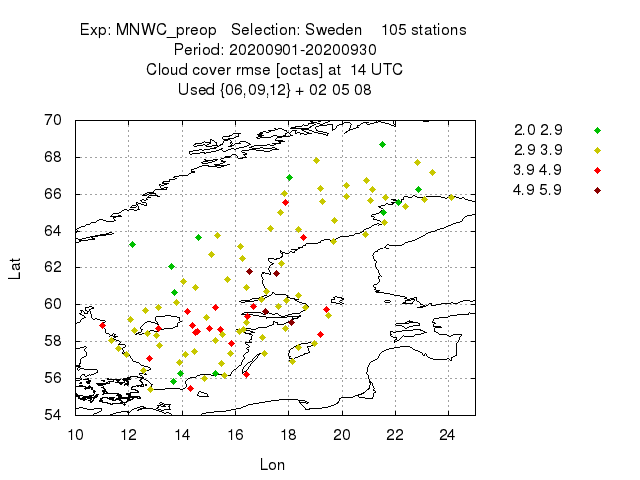 Exp: MNWC_preop   Selection: Sweden    105 stations
Period: 20200901-20200930
Cloud cover rmse [octas] at  14 UTC
Used {06,09,12} + 02 05 08
2.0 2.9
2.9 3.9
3.9 4.9
4.9 5.9
70
68
66
64
62
60
58
56
54
Lat
10 12 14 16 18 20 22 24
Lon